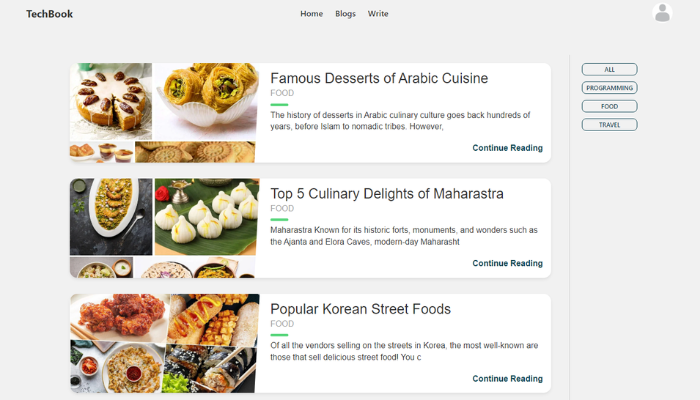 TechBook
Home Blogs Write
Famous Desserts of Arabic Cuisine
FOOD
The history of desserts in Arabic culinary culture goes back hundreds of
years, before Islam to nomadic tribes. However,
Continue Reading
Top 5 Culinary Delights of Maharastra
FOOD
Maharastra Known for its historic forts, monuments, and wonders such as
the Ajanta and Elora Caves, modern-day Maharasht
Continue Reading
Popular Korean Street Foods
FOOD
Of all the vendors selling on the streets in Korea, the most well-known are
those that sell delicious street food! You c
Continue Reading
ALL
PROGRAMMING
FOOD
TRAVEL